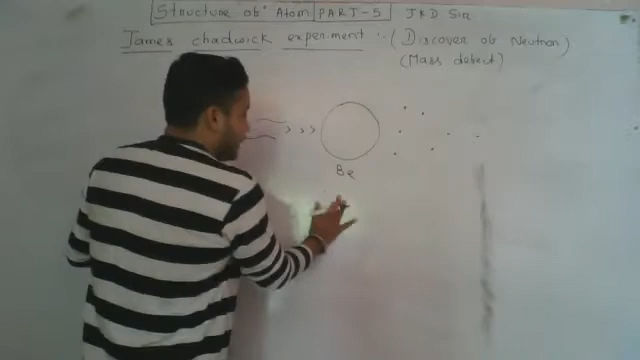 Structure of Atom PART-5 J&D Sir
James chadwick experiment :- (Discover of Neutron)
(Mass defect)
Be